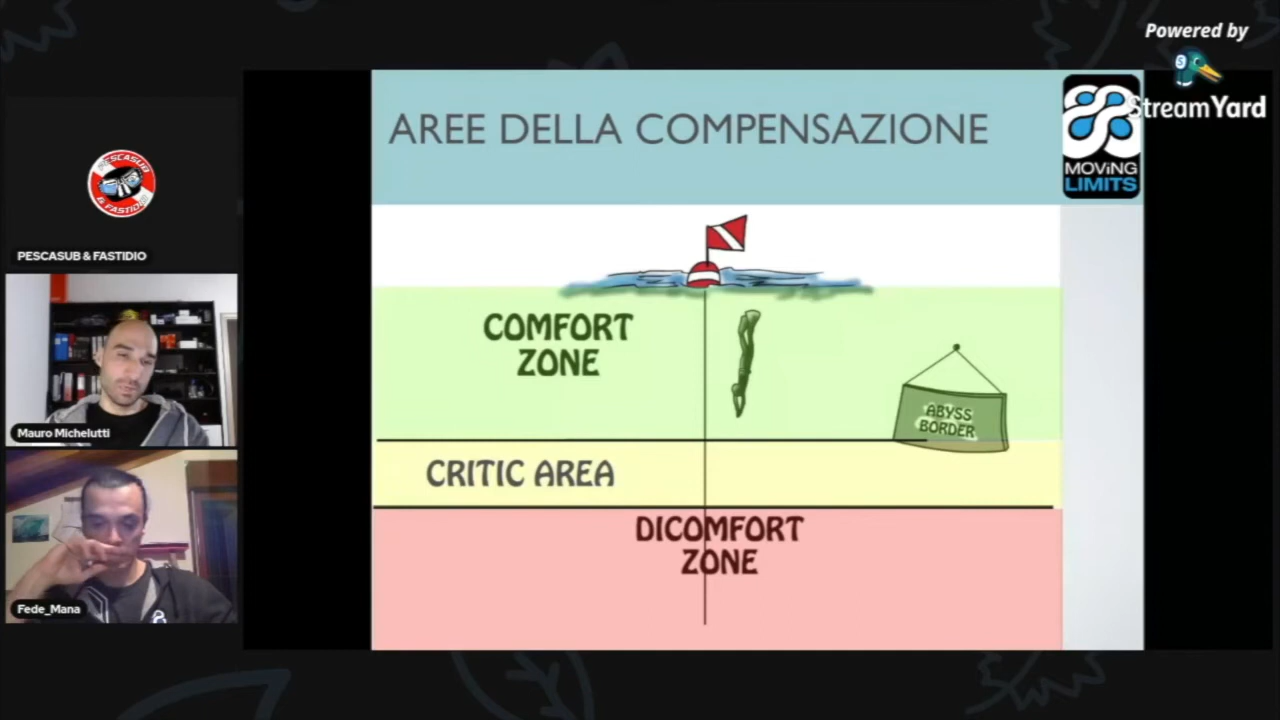 Powered by
StreamYard
AREE DELLA COMPENSAZIONE
MOViNG
LIMITS
PESCASUB
& FASTIDIO
PESCASUB & FASTIDIO
COMFORT
ZONE
ABYSS
BORDER
Mauro Michelutti
CRITIC AREA
DICOMFORT
ZONE
Fede_Mana